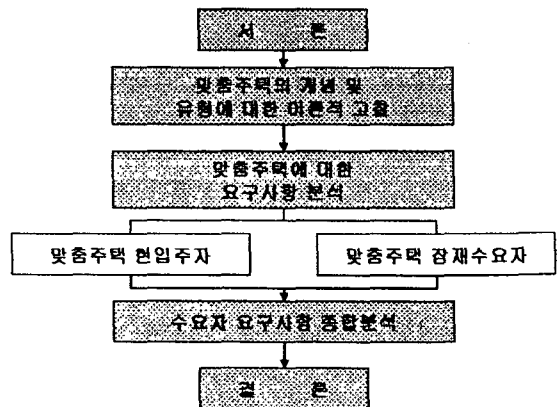 서 론
맞춤주택의 개념 및
유형에 대한 이론적 고찰
맞춤주택에 대한
요구사항 분석
맞춤주택 현입주자
맞춤주택 잠재수요자
수요자 요구사항 종합분석
결 론